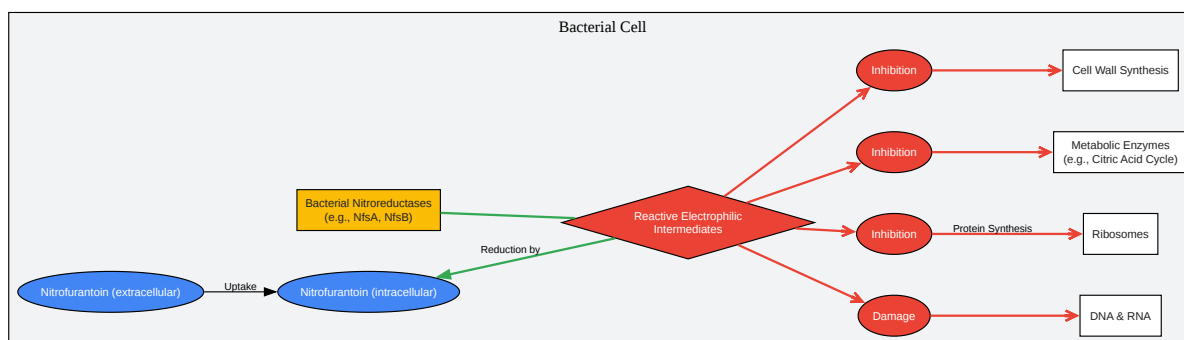 Bacterial Cell
Inhibition
Cell Wall Synthesis
Inhibition
Metabolic Enzymes
(e.g., Citric Acid Cycle)
Bacterial Nitroreductases
(e.g., NfsA, NfsB)
Reactive Electrophilic
Intermediates
Inhibition
Protein Synthesis
Ribosomes
Reduction by
Nitrofurantoin (extracellular)
Uptake
Nitrofurantoin (intracellular)
Damage
DNA & RNA